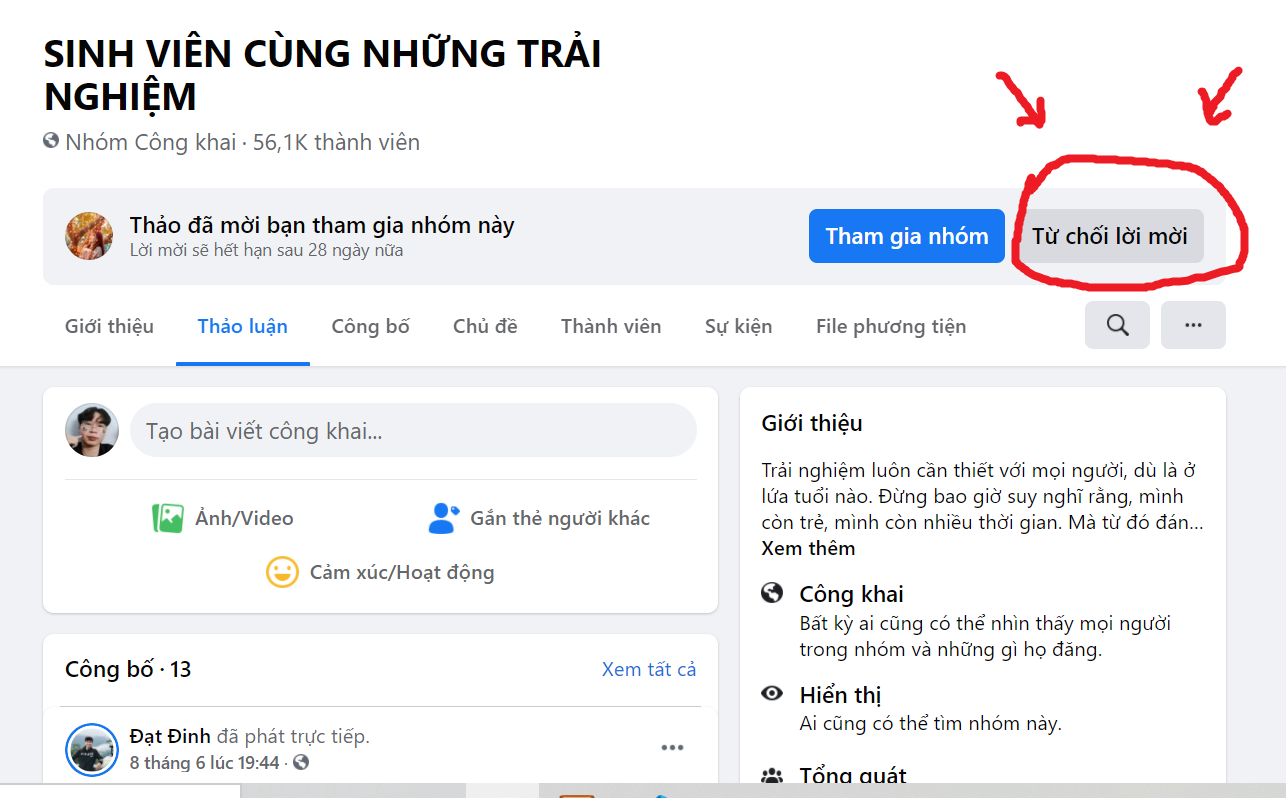 SINH VIÊN CÙNG NHỮNG TRẢI
NGHIỆM
Nhóm Công khai · 56,1K thành viên
Thảo đã mời bạn tham gia nhóm này
Lời mời sẽ hết hạn sau 28 ngày nữa
Tham gia nhóm
Từ chối lời mời
Giới thiệu
Thảo luận
Công bố
Chủ đề
Thành viên
Sự kiện
File phương tiện
Tạo bài viết công khai...
Ảnh/Video
Gắn thẻ người khác
Cảm xúc/Hoạt động
Công bố · 13
Xem tất cả
Đạt Đinh đã phát trực tiếp.
8 tháng 6 lúc 19:44 ·
Giới thiệu
Trải nghiệm luôn cần thiết với mọi người, dù là ở
lứa tuổi nào. Đừng bao giờ suy nghĩ rằng, mình
còn trẻ, mình còn nhiều thời gian. Mà từ đó đán...
Xem thêm
Công khai
Bất kỳ ai cũng có thể nhìn thấy mọi người
trong nhóm và những gì họ đăng.
Hiển thị
Ai cũng có thể tìm nhóm này.
Tổng quát